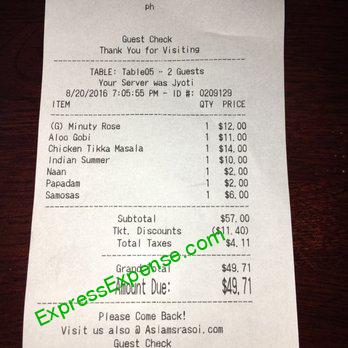 ph
Guest Check
Thank You for Visiting
TABLE: Table05 - 2 Guests
Your Server was Jyoti
8/20/2016 7:05:55 PM - ID #: 0209129
ITEM QTY PRICE
(G) Minuty Rose 1 $12.00
Aloo Gobi 1 $11.00
Chicken Tikka Masala 1 $14.00
Indian Summer 1 $10.00
Naan 1 $2.00
Papadam 1 $2.00
Samosas 1 $6.00
Subtotal $57.00
Tkt. Discounts ($11.40)
Total Taxes $4.11
Grand Total $49.71
Amount Due: $49.71
ExpressExpense.com
Please Come Back!
Visit us also @ Aslamsrasoi.com
Guest Check